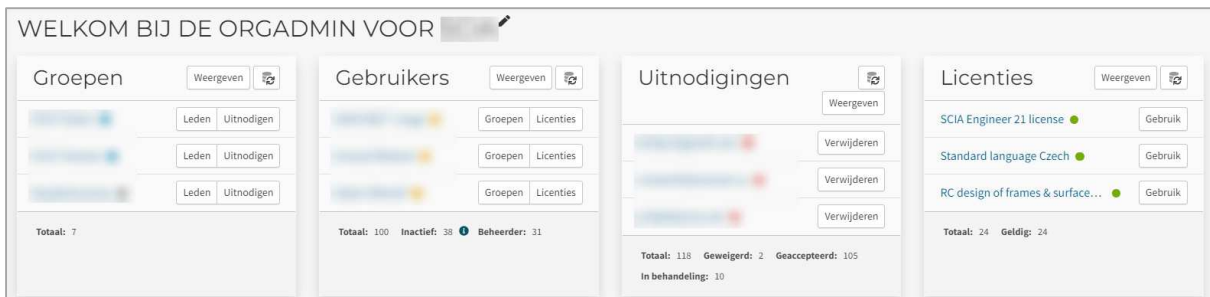 WELKOM BIJ DE ORGADMIN VOOR
Groepen
Weergeven
Leden Uitnodigen
Leden Uitnodigen
Leden Uitnodigen
Totaal: 7
Gebruikers
Weergeven
Groepen Licenties
Groepen Licenties
Groepen Licenties
Totaal: 100 Inactief: 38 Beheerder: 31
Uitnodigingen
Weergeven
Verwijderen
Verwijderen
Verwijderen
Totaal: 118 Geweigerd: 2 Geaccepteerd: 105
In behandeling: 10
Licenties
Weergeven
SCIA Engineer 21 license Gebruik
Standard language Czech Gebruik
RC design of frames & surface... Gebruik
Totaal: 24 Geldig: 24